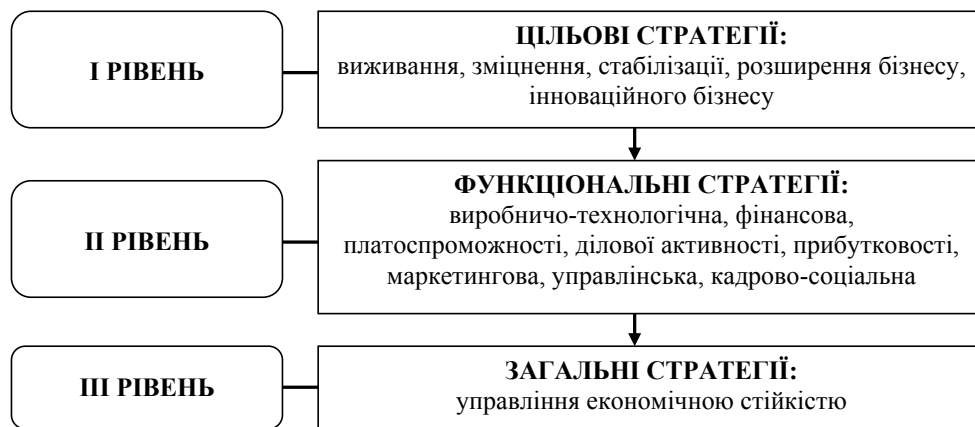 І РІВЕНЬ
ЦІЛЬОВІ СТРАТЕГІЇ:
виживання, зміцнення, стабілізації, розширення бізнесу,
інноваційного бізнесу
ІІ РІВЕНЬ
ФУНКЦІОНАЛЬНІ СТРАТЕГІЇ:
виробничо-технологічна, фінансова,
платоспроможності, ділової активності, прибутковості,
маркетингова, управлінська, кадрово-соціальна
ІІІ РІВЕНЬ
ЗАГАЛЬНІ СТРАТЕГІЇ:
управління економічною стійкістю